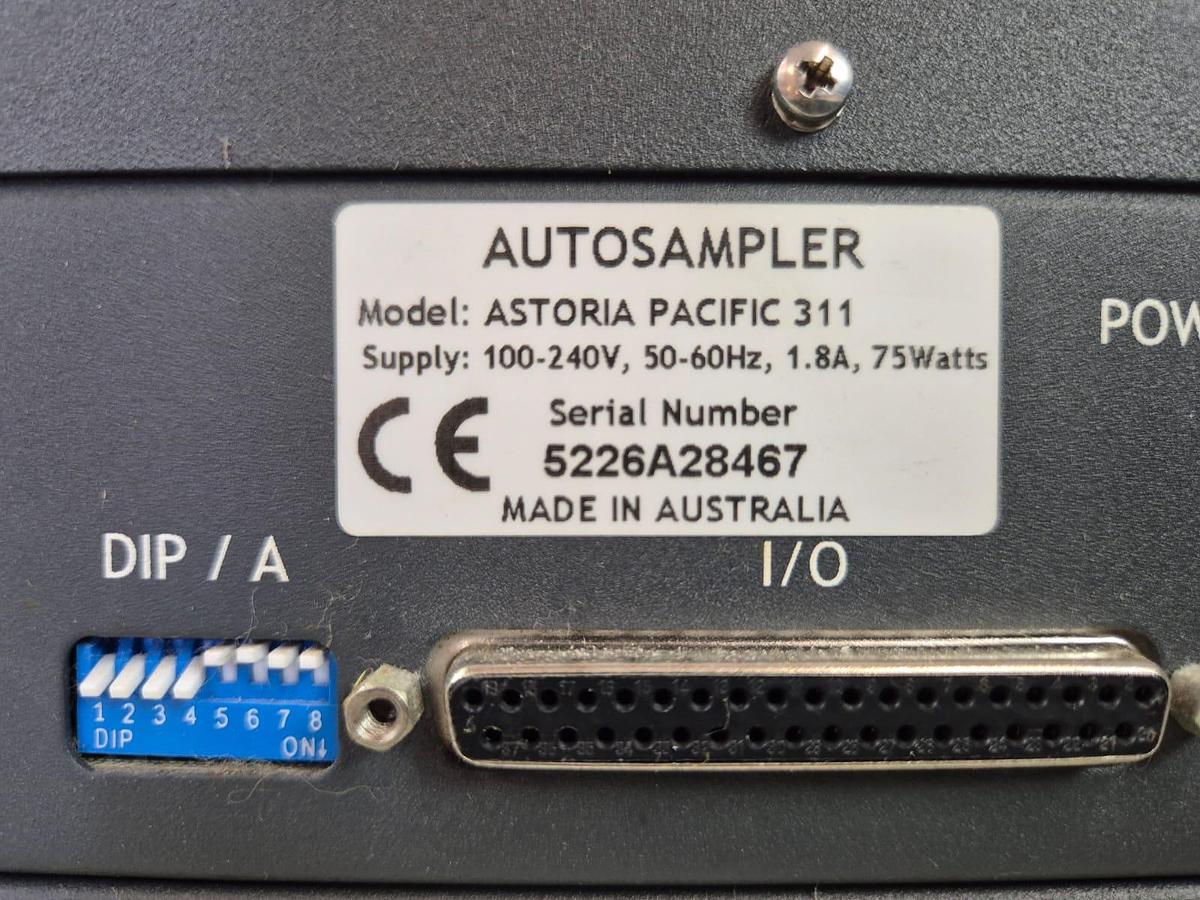 AUTOSAMPLER
Model: ASTORIA PACIFIC 311
Supply: 100-240V, 50-60Hz, 1.8A, 75Watts
CE
Serial Number
5226A28467
MADE IN AUSTRALIA
POW
DIP / A
I/O
1 2 3 4 5 6 7 8
DIP ON↓